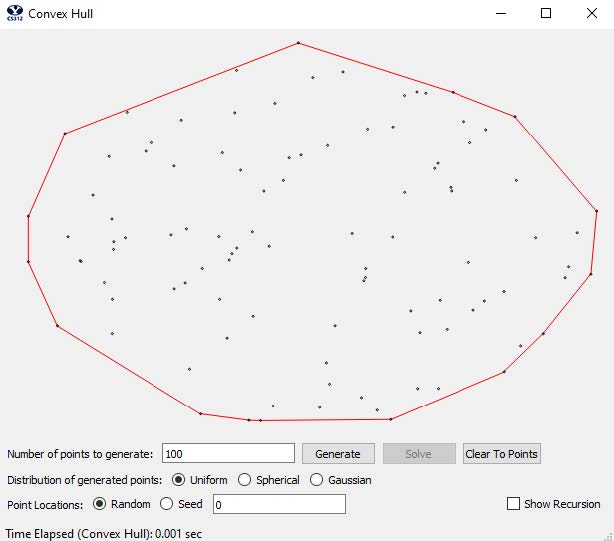 CS312 Convex Hull
Number of points to generate: 100 Generate Solve Clear To Points
Distribution of generated points: Uniform Spherical Gaussian
Point Locations: Random Seed 0 Show Recursion
Time Elapsed (Convex Hull): 0.001 sec